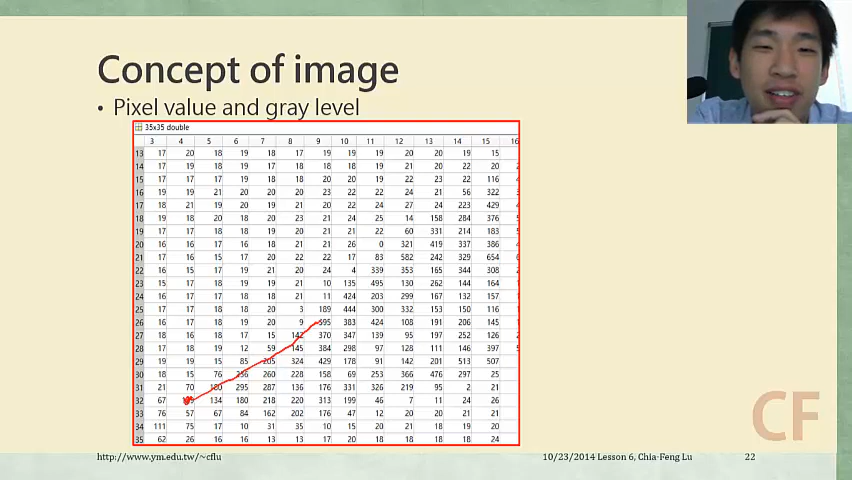 Concept of image
• Pixel value and gray level
35x35 double
3 4 5 6 7 8 9 10 11 12 13 14 15 16
13 17 20 18 19 18 17 19 19 19 20 20 19 15
14 17 19 18 19 17 18 18 18 19 21 20 22 20 2
15 17 17 17 19 18 18 20 20 19 22 23 22 116
16 19 19 21 20 20 20 23 22 22 24 21 56 322
17 18 21 19 20 19 21 20 22 24 27 24 223 429
18 19 18 20 18 20 23 21 24 25 14 158 284 376
19 17 17 18 18 19 20 21 21 22 60 331 214 183
20 16 16 17 16 18 21 21 26 0 321 419 337 386
21 17 16 15 17 20 22 22 17 83 582 242 329 654
22 16 15 17 19 21 20 24 4 339 353 165 344 308
23 15 17 18 19 19 21 10 135 495 130 262 144 164
24 16 17 17 18 18 21 11 424 203 299 167 132 157
25 16 17 17 18 18 20 3 189 444 300 332 153 150 116
26 16 17 18 19 20 9 595 383 424 108 191 206 145
27 18 16 18 17 15 142 370 347 139 95 197 252 126
28 17 18 19 12 59 145 384 298 97 128 111 146 397
29 19 19 15 85 205 324 429 178 91 142 201 513 507
30 18 15 76 256 260 228 158 69 253 366 476 297 25
31 21 70 180 295 287 136 176 331 326 219 95 2 21
32 67 134 180 218 220 313 199 46 7 11 24 26
33 76 57 67 84 162 202 176 47 12 20 20 21 21
34 111 75 17 10 31 35 10 15 20 21 18 19 20
35 62 26 16 16 13 13 17 20 18 18 18 18 24
CF
http://www.ym.edu.tw/~cflu
10/23/2014 Lesson 6, Chia-Feng Lu
22